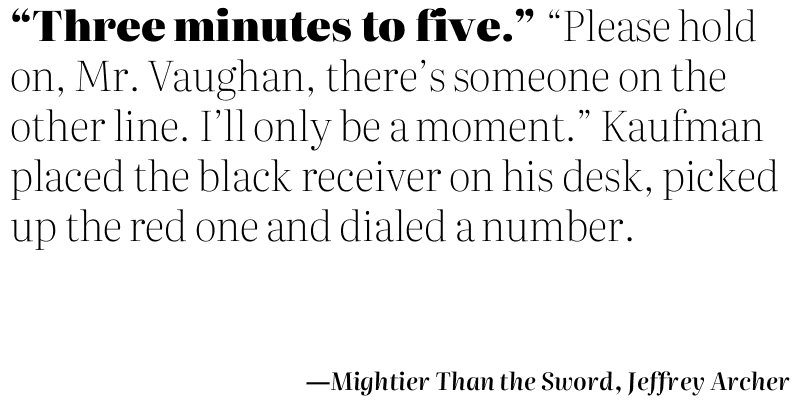 “Three minutes to five.” “Please hold
on, Mr. Vaughan, there’s someone on the
other line. I’ll only be a moment.” Kaufman
placed the black receiver on his desk, picked
up the red one and dialed a number.
—Mightier Than the Sword, Jeffrey Archer